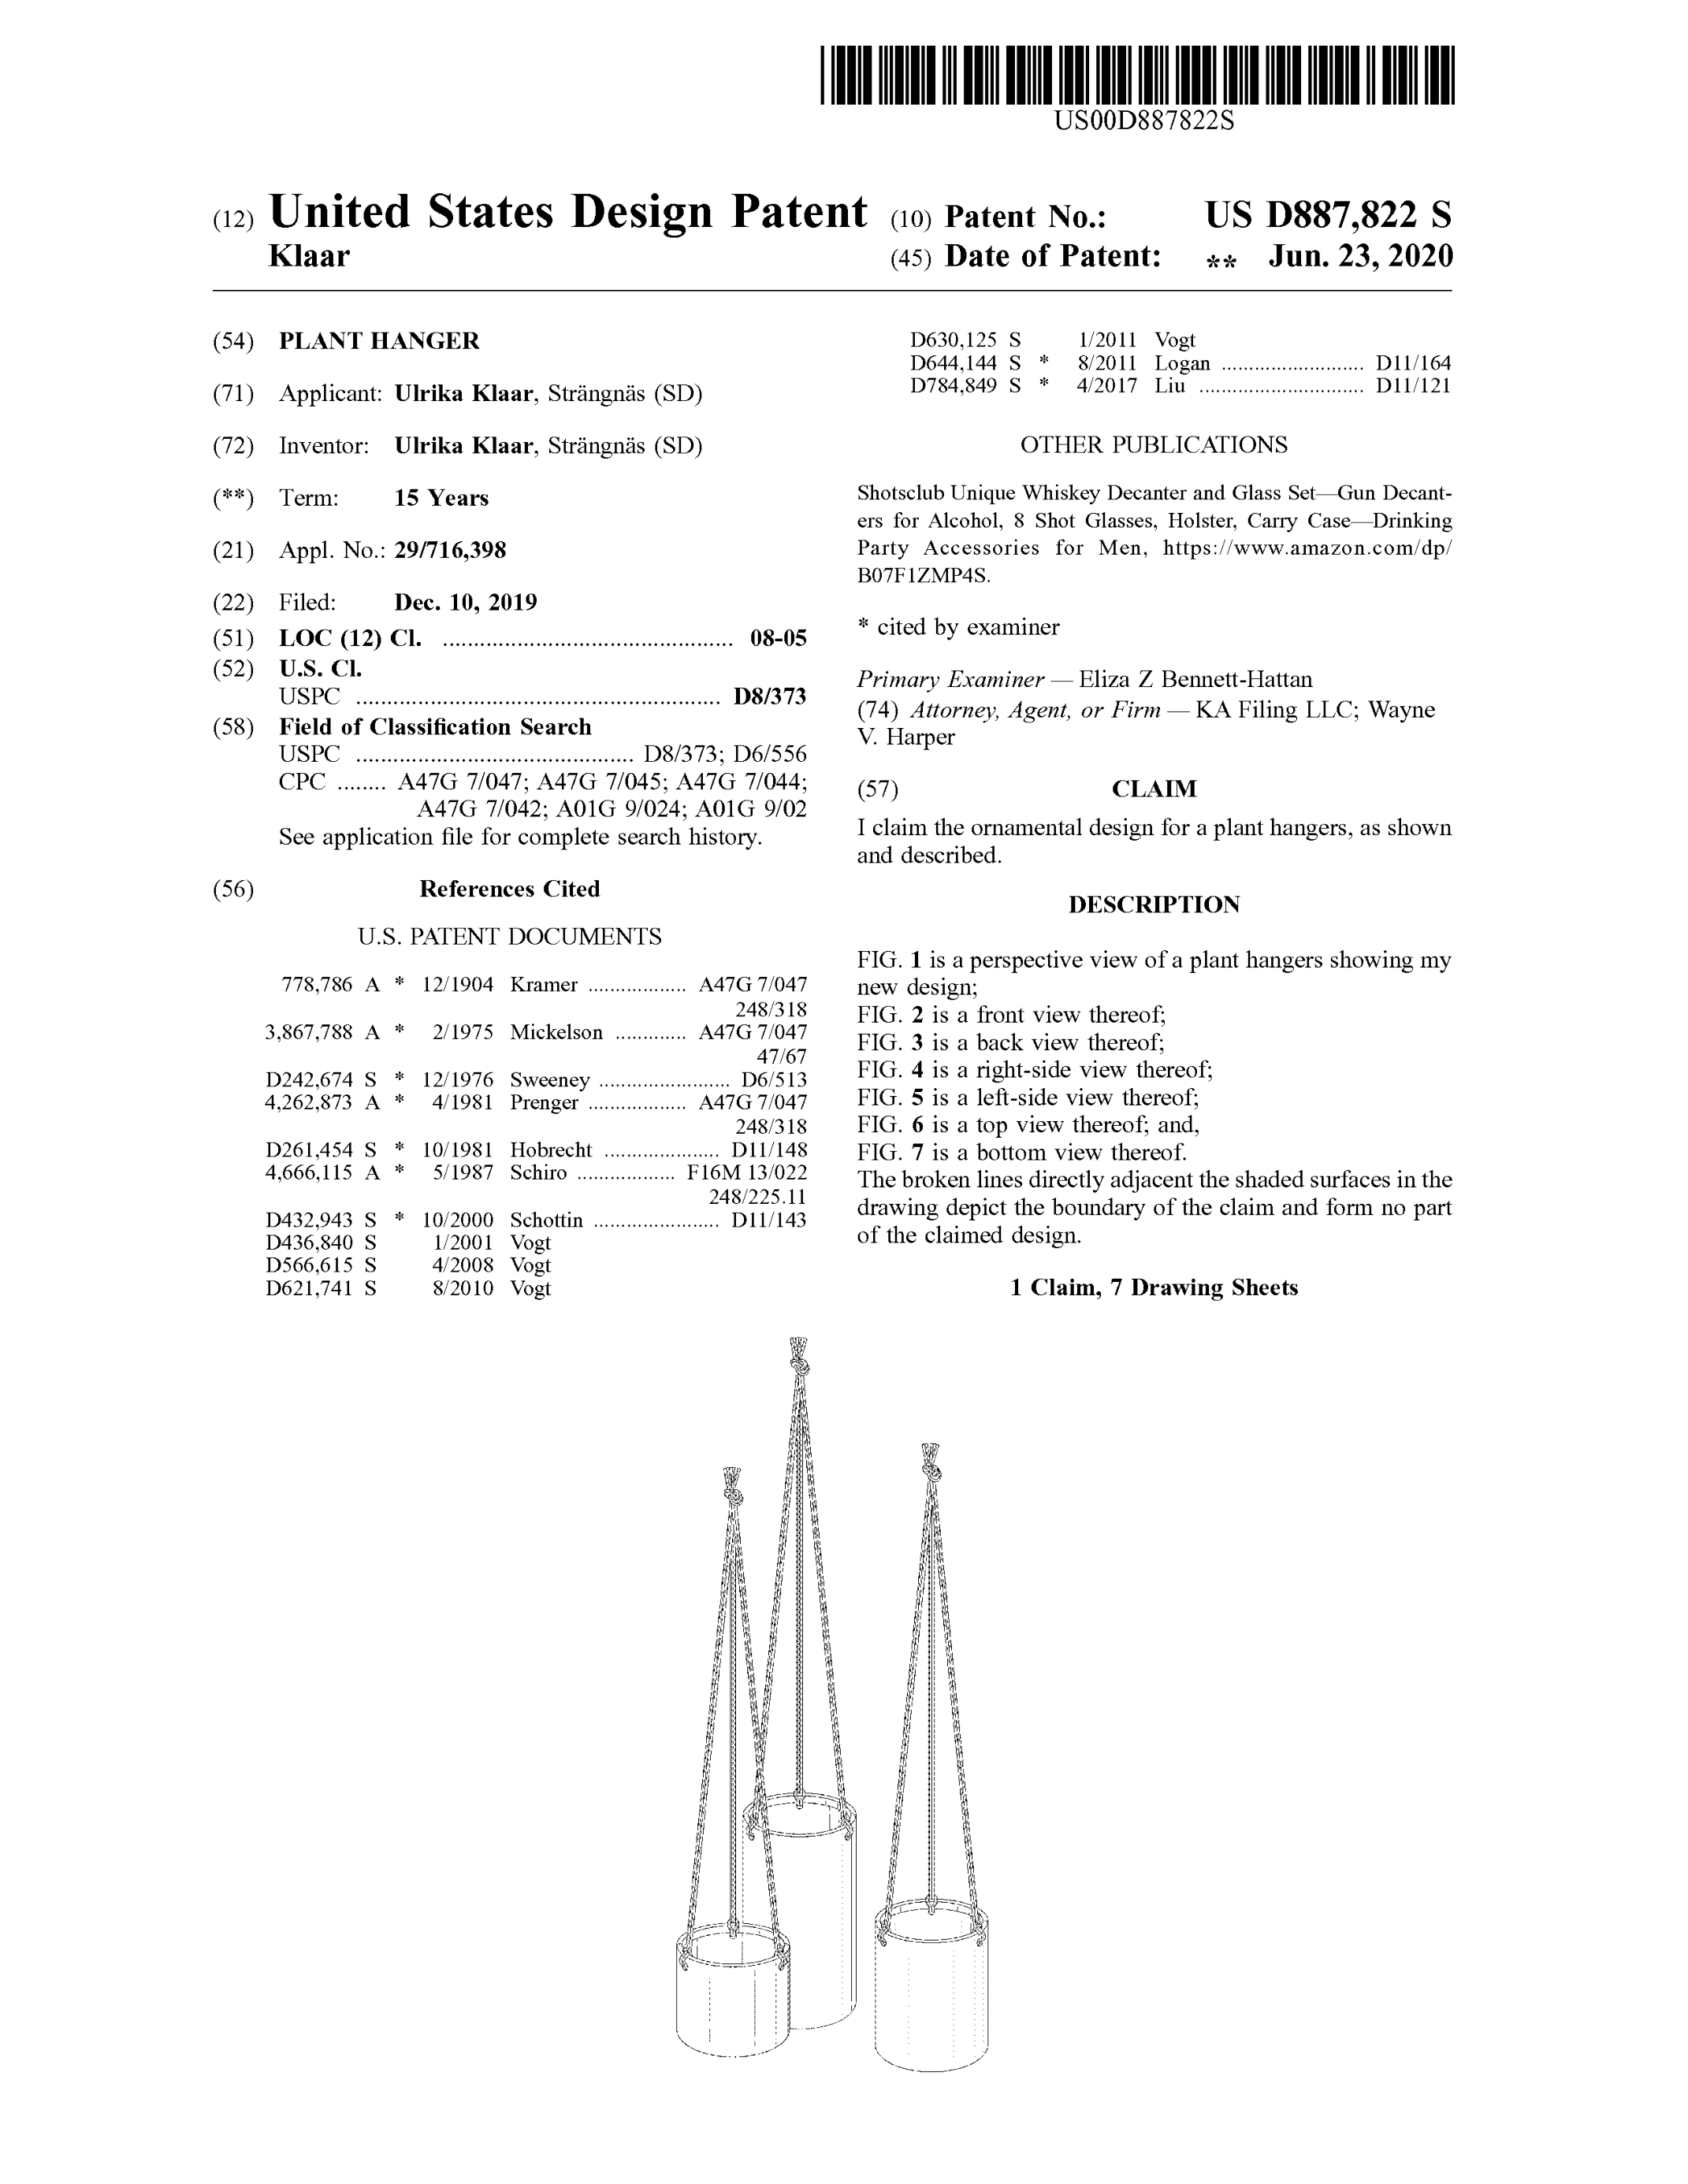 US00D887822S
(12) United States Design Patent
Klaar
(10) Patent No.: US D887,822 S
(45) Date of Patent: ** Jun. 23, 2020
(54) PLANT HANGER
(71) Applicant: Ulrika Klaar, Strängnäs (SD)
(72) Inventor: Ulrika Klaar, Strängnäs (SD)
(**) Term: 15 Years
(21) Appl. No.: 29/716,398
(22) Filed: Dec. 10, 2019
(51) LOC (12) Cl. ............................................... 08-05
(52) U.S. Cl.
USPC ........................................................... D8/373
(58) Field of Classification Search
USPC ............................................. D8/373; D6/556
CPC ........ A47G 7/047; A47G 7/045; A47G 7/044;
A47G 7/042; A01G 9/024; A01G 9/02
See application file for complete search history.
(56) References Cited
U.S. PATENT DOCUMENTS
778,786 A * 12/1904 Kramer .................. A47G 7/047
248/318
3,867,788 A * 2/1975 Mickelson ............. A47G 7/047
47/67
D242,674 S * 12/1976 Sweeney ........................ D6/513
4,262,873 A * 4/1981 Prenger .................. A47G 7/047
248/318
D261,454 S * 10/1981 Hobrecht ..................... D11/148
4,666,115 A * 5/1987 Schiro .................. F16M 13/022
248/225.11
D432,943 S * 10/2000 Schottin ....................... D11/143
D436,840 S 1/2001 Vogt
D566,615 S 4/2008 Vogt
D621,741 S 8/2010 Vogt
D630,125 S 1/2011 Vogt
D644,144 S * 8/2011 Logan .......................... D11/164
D784,849 S * 4/2017 Liu .............................. D11/121
OTHER PUBLICATIONS
Shotsclub Unique Whiskey Decanter and Glass Set—Gun Decant-
ers for Alcohol, 8 Shot Glasses, Holster, Carry Case—Drinking
Party Accessories for Men, https://www.amazon.com/dp/
B07F1ZMP4S.
* cited by examiner
Primary Examiner — Eliza Z Bennett-Hattan
(74) Attorney, Agent, or Firm — KA Filing LLC; Wayne
V. Harper
(57) CLAIM
I claim the ornamental design for a plant hangers, as shown
and described.
DESCRIPTION
FIG. 1 is a perspective view of a plant hangers showing my
new design;
FIG. 2 is a front view thereof;
FIG. 3 is a back view thereof;
FIG. 4 is a right-side view thereof;
FIG. 5 is a left-side view thereof;
FIG. 6 is a top view thereof; and,
FIG. 7 is a bottom view thereof.
The broken lines directly adjacent the shaded surfaces in the
drawing depict the boundary of the claim and form no part
of the claimed design.
1 Claim, 7 Drawing Sheets